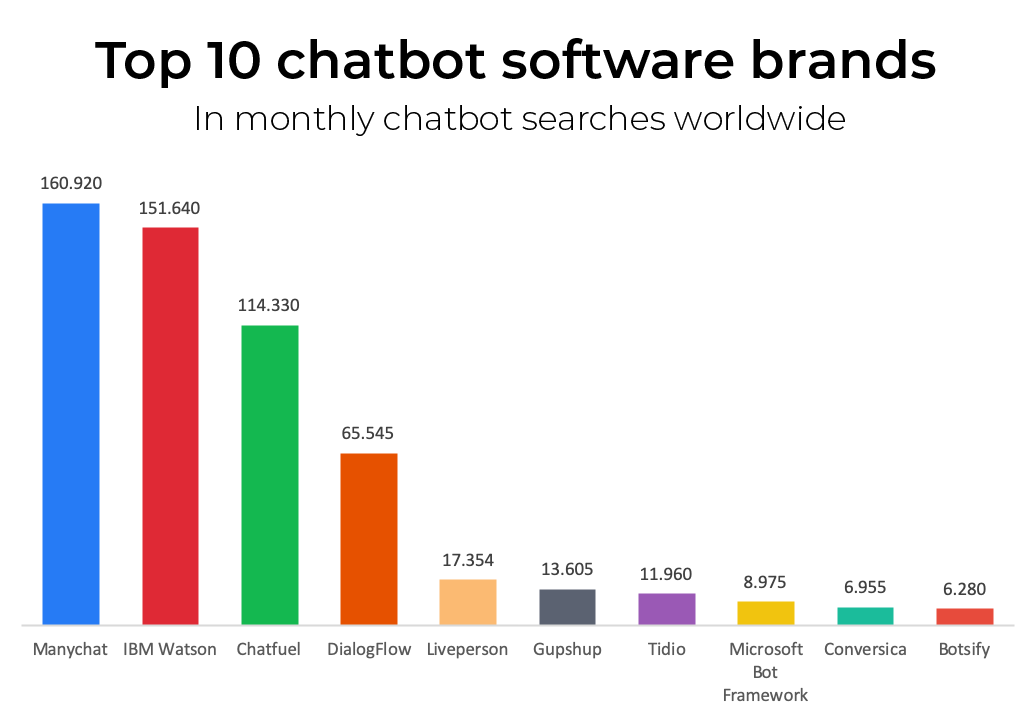 Top 10 chatbot software brands
In monthly chatbot searches worldwide
160.920
151.640
114.330
65.545
17.354
13.605
11.960
8.975
6.955
6.280
Manychat IBM Watson Chatfuel DialogFlow Liveperson Gupshup Tidio Microsoft Conversica Botsify
Bot
Framework